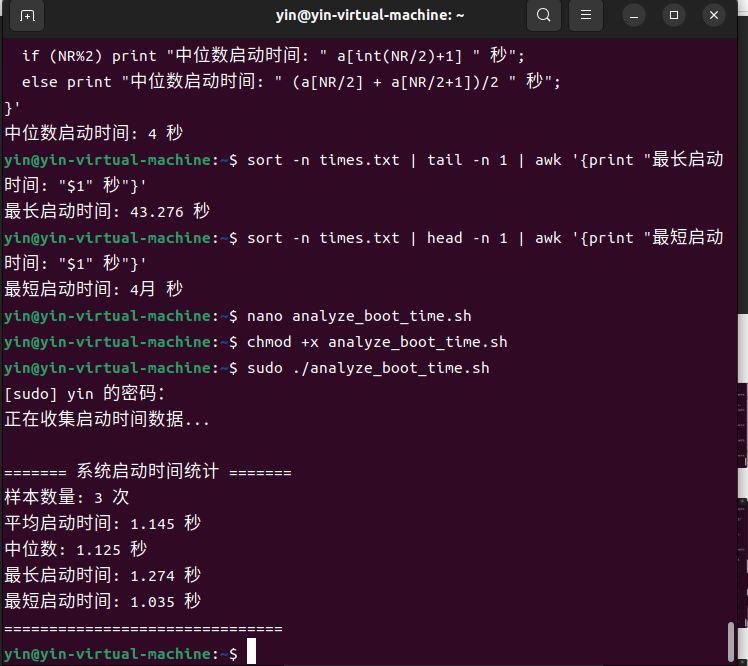 yin@yin-virtual-machine: ~
  if (NR%2) print "中位数启动时间: " a[int(NR/2)+1] " 秒";
  else print "中位数启动时间: " (a[NR/2] + a[NR/2+1])/2 " 秒";
}'
中位数启动时间: 4 秒
yin@yin-virtual-machine:~$ sort -n times.txt | tail -n 1 | awk '{print "最长启动
时间: "$1" 秒"}'
最长启动时间: 43.276 秒
yin@yin-virtual-machine:~$ sort -n times.txt | head -n 1 | awk '{print "最短启动
时间: "$1" 秒"}'
最短启动时间: 4月 秒
yin@yin-virtual-machine:~$ nano analyze_boot_time.sh
yin@yin-virtual-machine:~$ chmod +x analyze_boot_time.sh
yin@yin-virtual-machine:~$ sudo ./analyze_boot_time.sh
[sudo] yin 的密码：
正在收集启动时间数据...
======= 系统启动时间统计 =======
样本数量: 3 次
平均启动时间: 1.145 秒
中位数: 1.125 秒
最长启动时间: 1.274 秒
最短启动时间: 1.035 秒
===============================
yin@yin-virtual-machine:~$